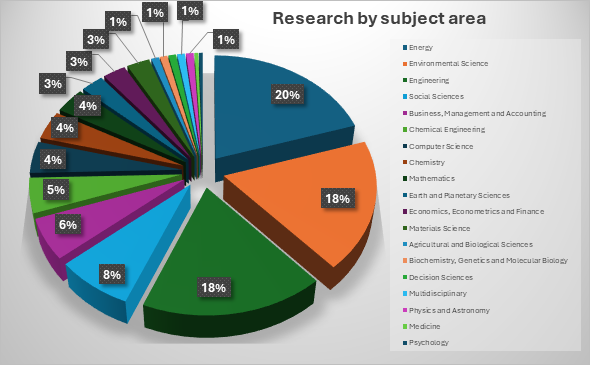 Research by subject area
1%
1%
1%
1%
3%
3%
3%
4%
4%
4%
5%
6%
8%
18%
18%
20%
Energy
Environmental Science
Engineering
Social Sciences
Business, Management and Accounting
Chemical Engineering
Computer Science
Chemistry
Mathematics
Earth and Planetary Sciences
Economics, Econometrics and Finance
Materials Science
Agricultural and Biological Sciences
Biochemistry, Genetics and Molecular Biology
Decision Sciences
Multidisciplinary
Physics and Astronomy
Medicine
Psychology